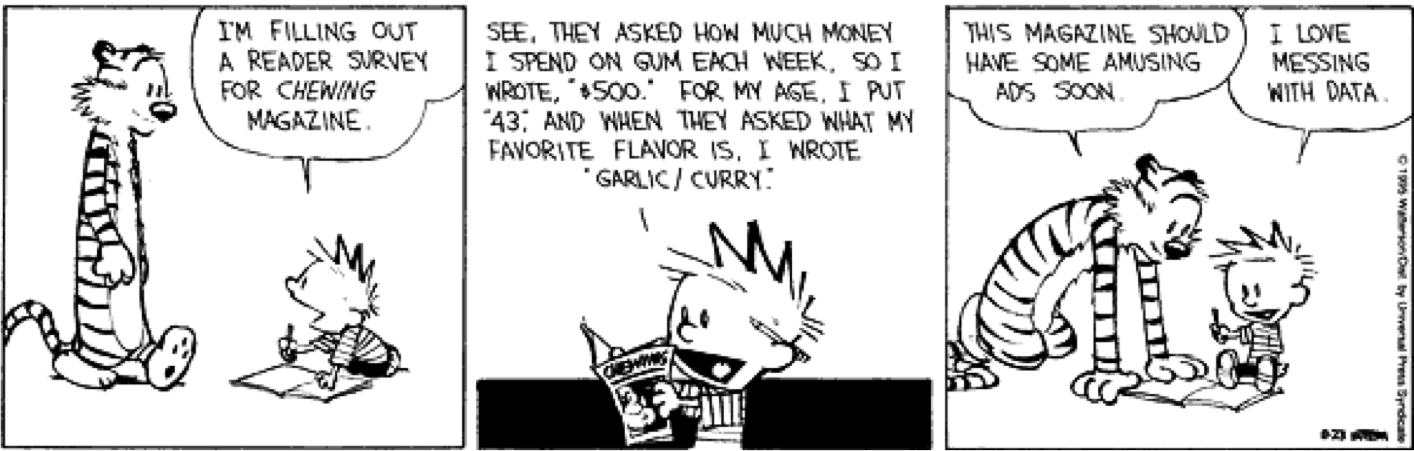 I'M FILLING OUT
A READER SURVEY
FOR CHEWING
MAGAZINE.
SEE, THEY ASKED HOW MUCH MONEY
I SPEND ON GUM EACH WEEK, SO I
WROTE, "$500." FOR MY AGE, I PUT
"43," AND WHEN THEY ASKED WHAT MY
FAVORITE FLAVOR IS, I WROTE
"GARLIC/CURRY."
CHEWING
THIS MAGAZINE SHOULD
HAVE SOME AMUSING
ADS SOON.
I LOVE
MESSING
WITH DATA.
© 1995 Watterson/Dist. by Universal Press Syndicate
8-23